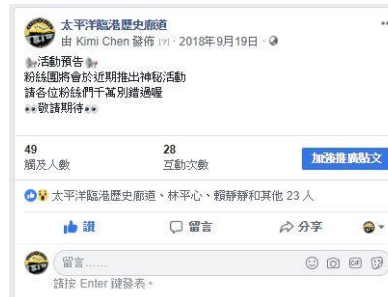 太平洋臨港歷史廊道
由 Kimi Chen 發佈 [?] · 2018年9月19日 ·
活動預告
粉絲團將會於近期推出神秘活動
請各位粉絲們千萬別錯過喔
敬請期待
49
觸及人數
28
互動次數
加強推廣貼文
太平洋臨港歷史廊道、林平心、賴靜靜和其他 23 人
讚 留言 分享
留言...... GIF
請按 Enter 鍵發表。